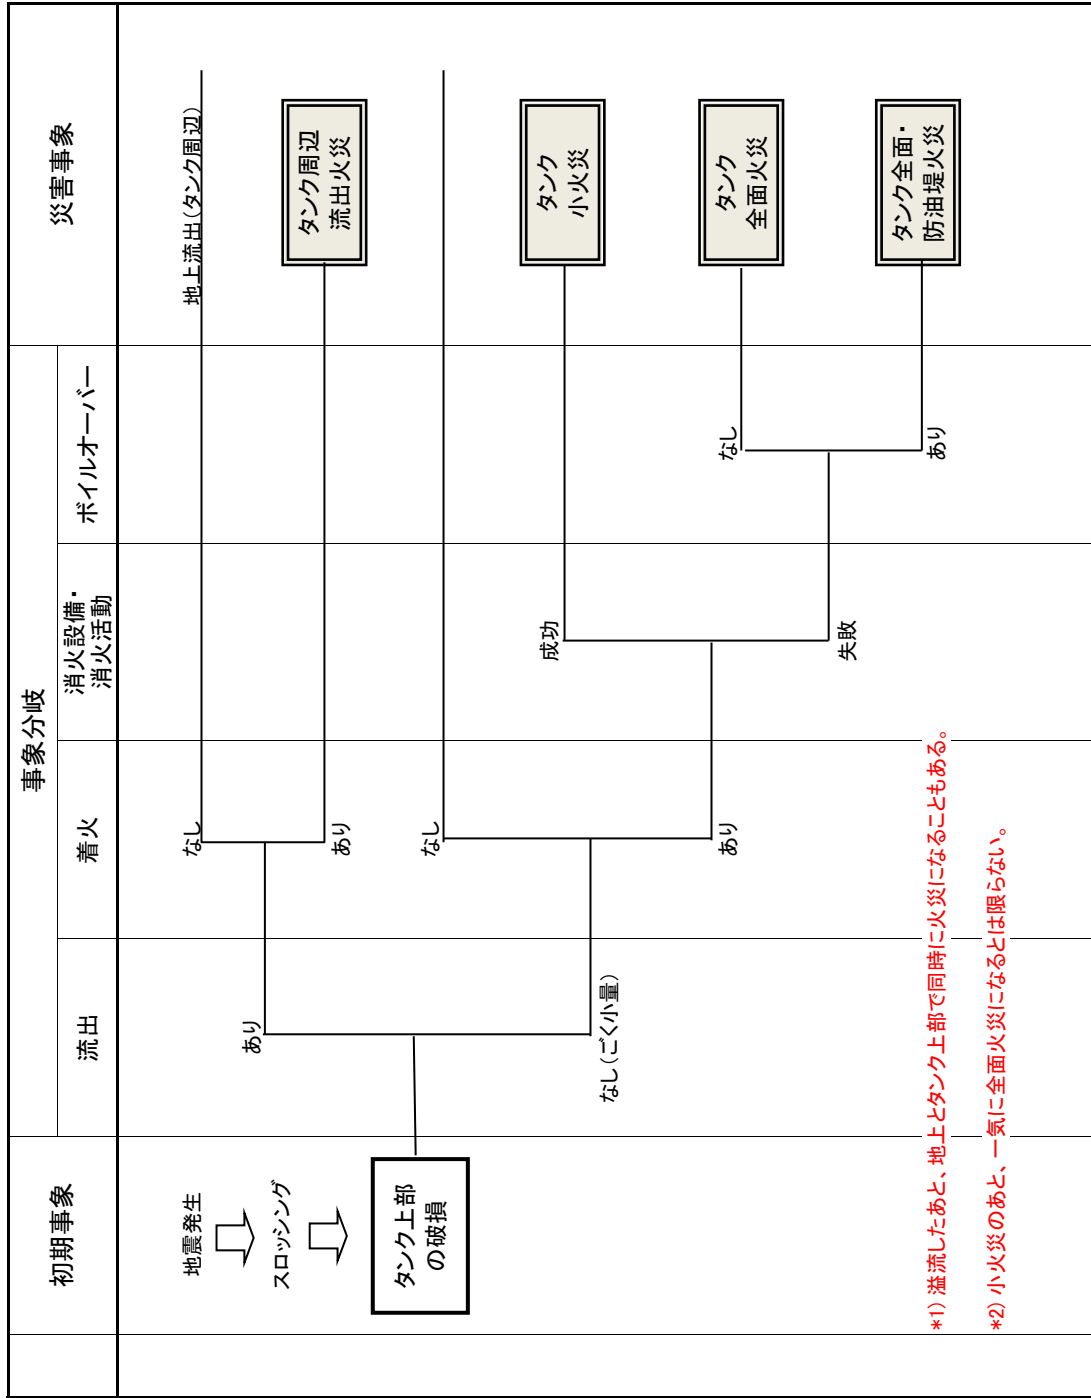 初期事象
事象分岐
災害事象
流出
着火
消火設備・
消火活動
ボイルオーバー
地震発生
スロッシング
タンク上部
の破損
あり
なし(ごく小量)
なし
あり
なし
あり
成功
失敗
なし
あり
地上流出(タンク周辺)
タンク周辺
流出火災
タンク
小火災
タンク
全面火災
タンク全面・
防油堤火災
*1) 溢流したあと、地上とタンク上部で同時に火災になることもある。
*2) 小火災のあと、一気に全面火災になるとは限らない。